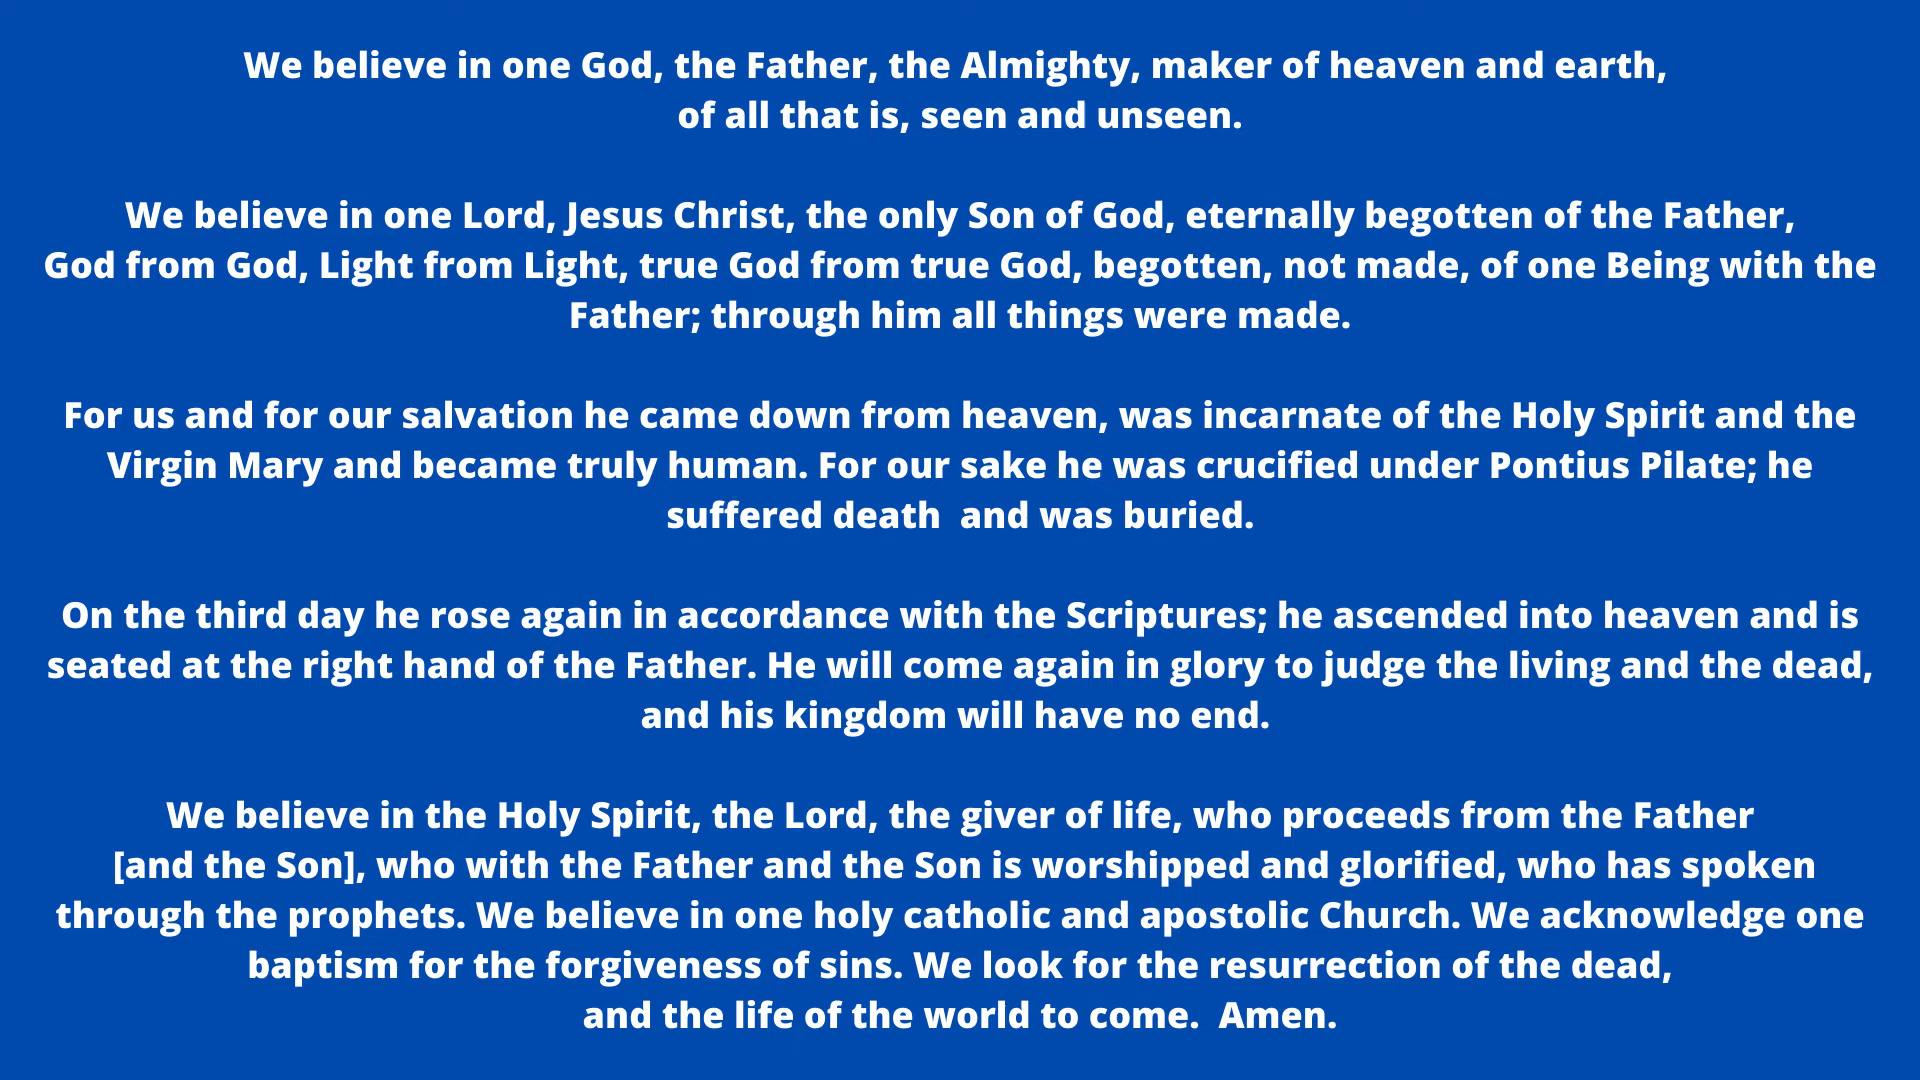 We believe in one God, the Father, the Almighty, maker of heaven and earth,
of all that is, seen and unseen.
We believe in one Lord, Jesus Christ, the only Son of God, eternally begotten of the Father,
God from God, Light from Light, true God from true God, begotten, not made, of one Being with the
Father; through him all things were made.
For us and for our salvation he came down from heaven, was incarnate of the Holy Spirit and the
Virgin Mary and became truly human. For our sake he was crucified under Pontius Pilate; he
suffered death  and was buried.
On the third day he rose again in accordance with the Scriptures; he ascended into heaven and is
seated at the right hand of the Father. He will come again in glory to judge the living and the dead,
and his kingdom will have no end.
We believe in the Holy Spirit, the Lord, the giver of life, who proceeds from the Father
[and the Son], who with the Father and the Son is worshipped and glorified, who has spoken
through the prophets. We believe in one holy catholic and apostolic Church. We acknowledge one
baptism for the forgiveness of sins. We look for the resurrection of the dead,
and the life of the world to come.  Amen.